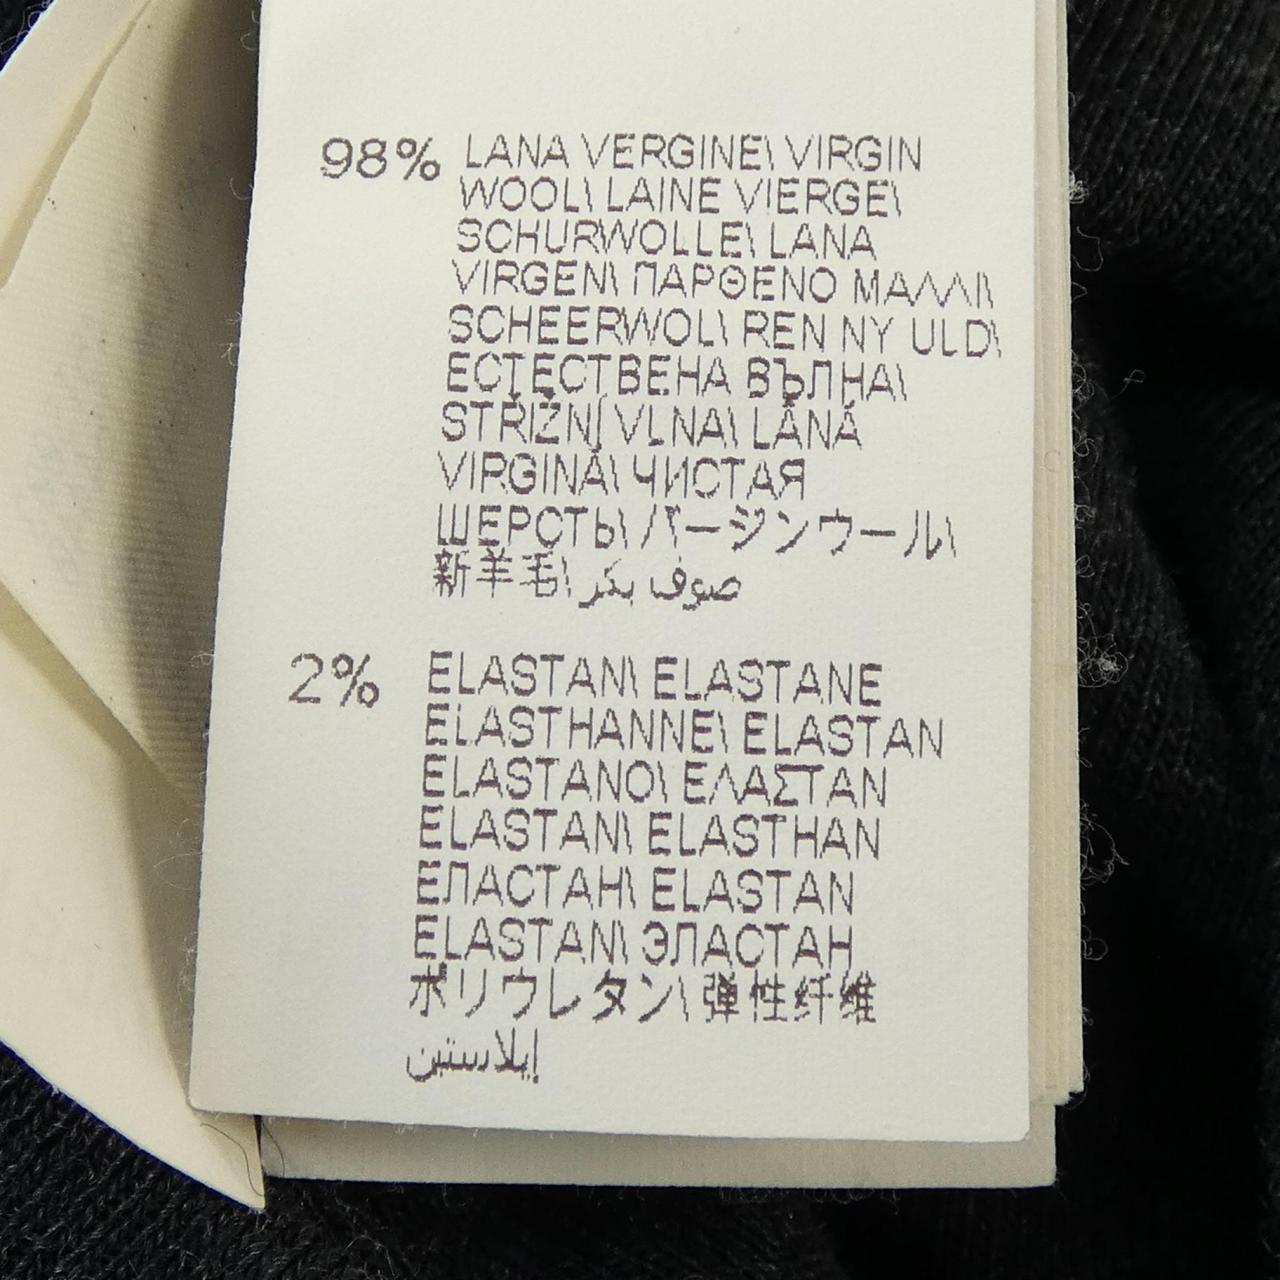 98% LANA VERGINE\ VIRGIN
WOOL\ LAINE VIERGE\
SCHURWOLLE\ LANA
VIRGEN\ ΠΑΡΘΕΝΟ ΜΑΛΛΙ\
SCHEERWOL\ REN NY ULD\
ЕСТЕСТВЕНА ВЪЛНА\
STŘIŽNÍ VLNA\ LÂNĂ
VIRGINĂ\ ЧИСТАЯ
ШЕРСТЬ\ バージンウール\
新羊毛\ صوف بكر
2% ELASTAN\ ELASTANE
ELASTHANNE\ ELASTAN
ELASTANO\ ΕΛΑΣΤΑΝ
ELASTAN\ ELASTHAN
ЕЛАСТАН\ ELASTAN
ELASTAN\ ЭЛАСТАН
ポリウレタン\ 弹性纤维
إيلاستين